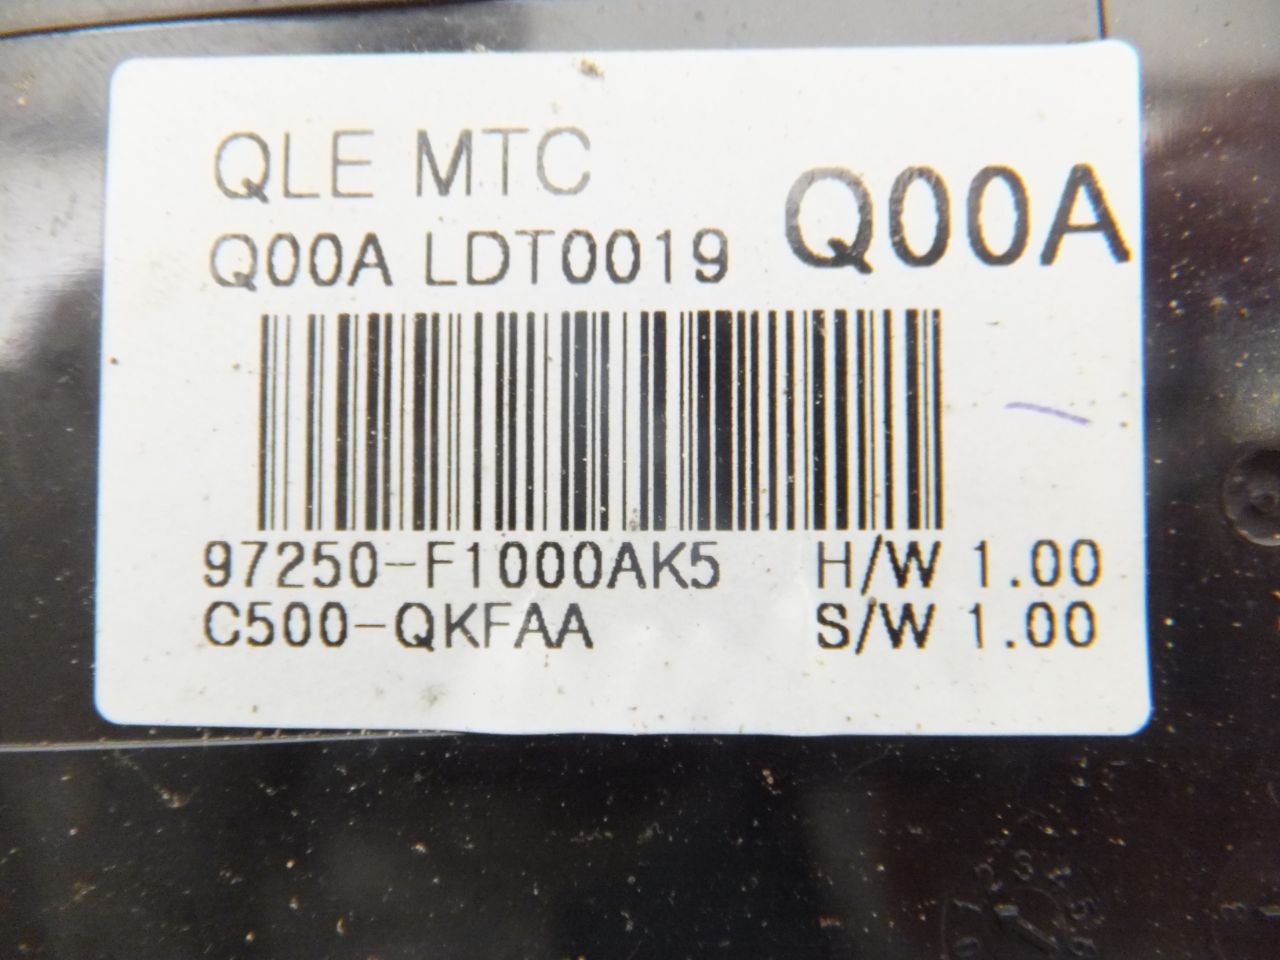 QLE MTC
Q00A LDT0019
Q00A
97250-F1000AK5 H/W 1.00
C500-QKFAA S/W 1.00